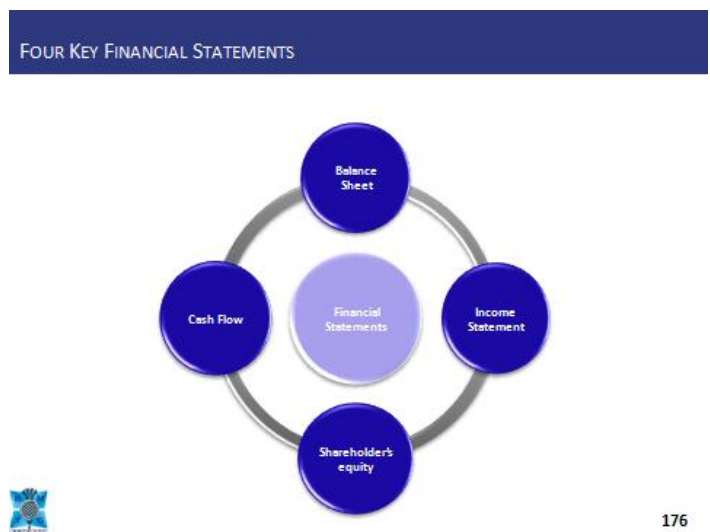 FOUR KEY FINANCIAL STATEMENTS
Balance
Sheet
Cash Flow
Financial
Statements
Income
Statement
Shareholder's
equity
176